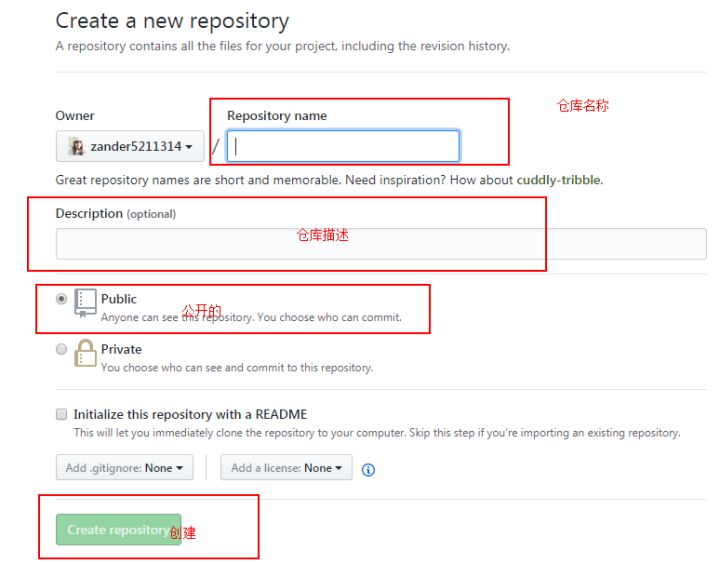 Create a new repository
A repository contains all the files for your project, including the revision history.
Owner
Repository name
仓库名称
zander5211314
/
Great repository names are short and memorable. Need inspiration? How about cuddly-tribble.
Description (optional)
仓库描述
Public
公开的
Anyone can see this repository. You choose who can commit.
Private
You choose who can see and commit to this repository.
Initialize this repository with a README
This will let you immediately clone the repository to your computer. Skip this step if you're importing an existing repository.
Add .gitignore: None
Add a license: None
Create repository
创建